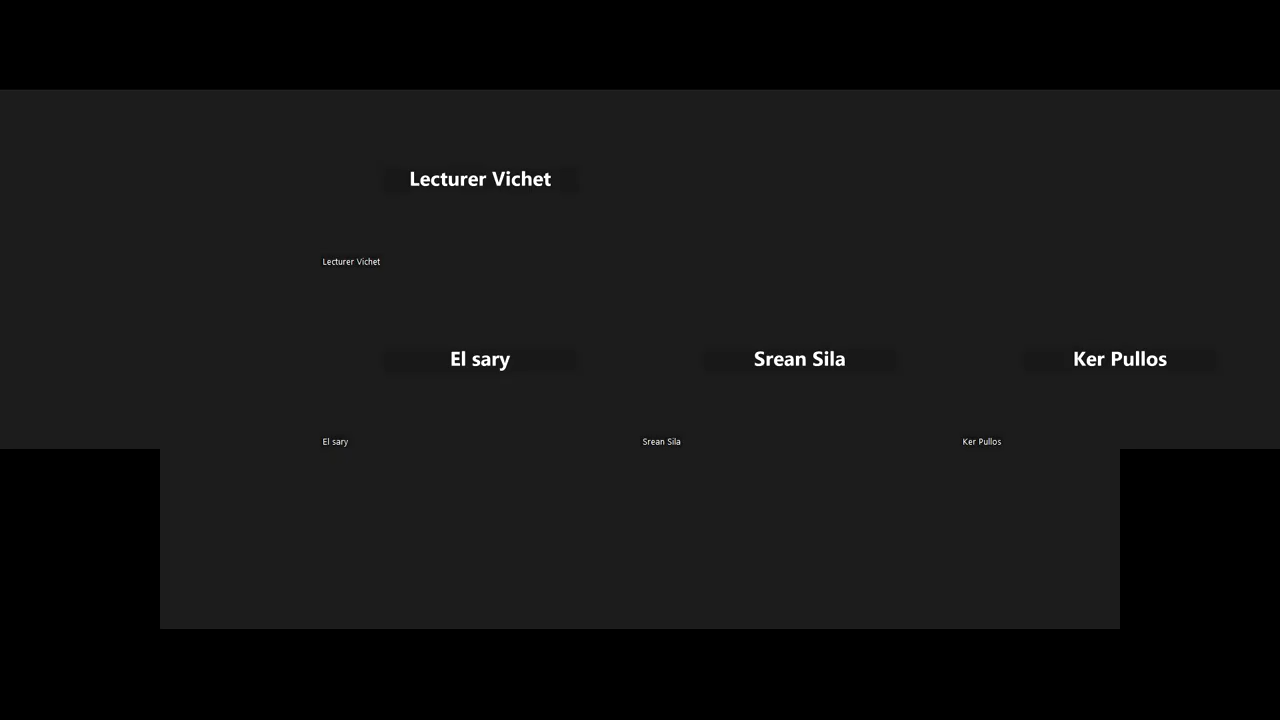 Lecturer Vichet
Lecturer Vichet
El sary
Srean Sila
Ker Pullos
El sary
Srean Sila
Ker Pullos